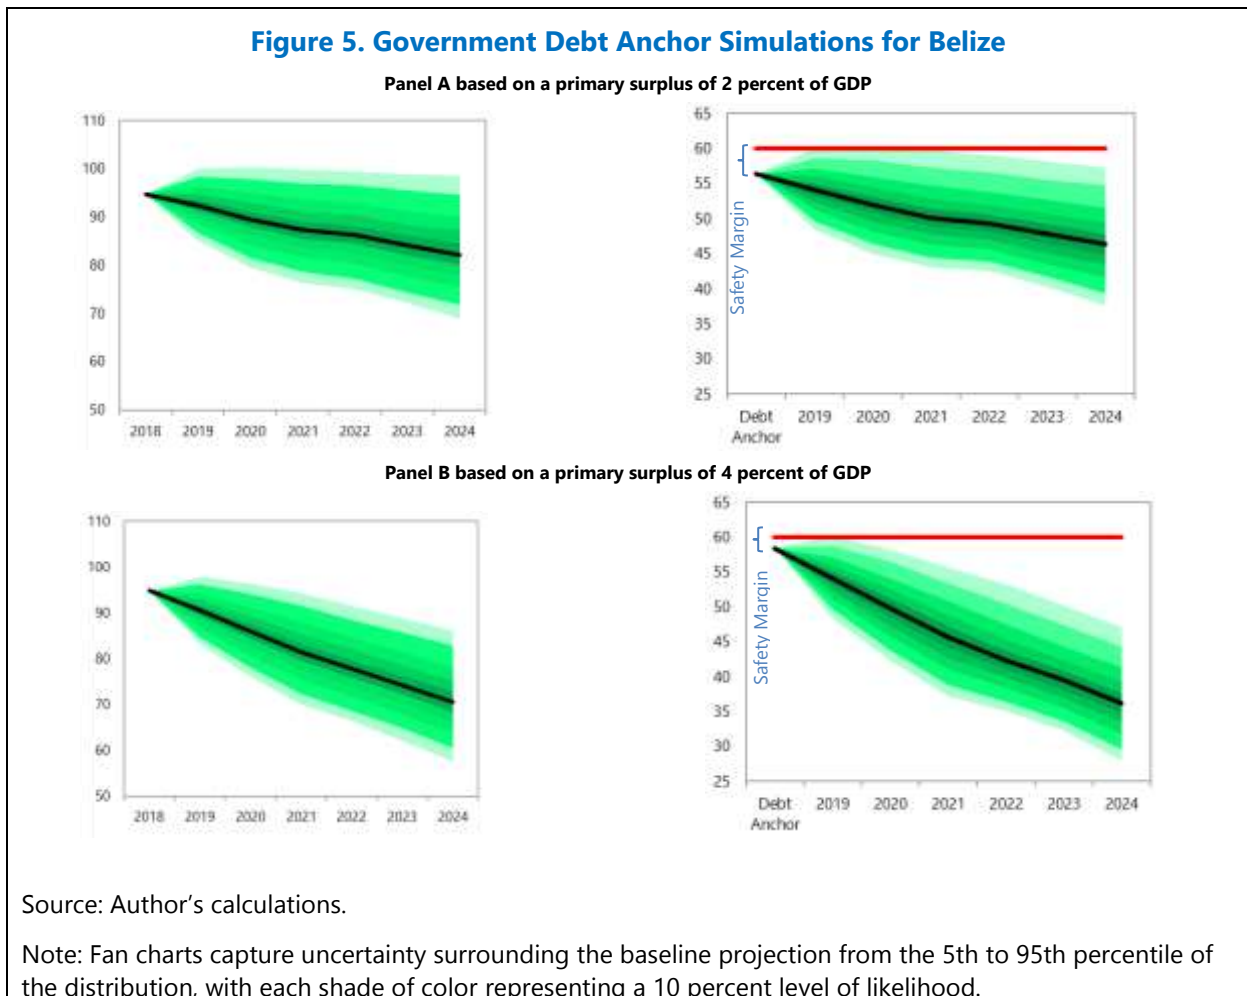 Figure 5. Government Debt Anchor Simulations for Belize
Panel A based on a primary surplus of 2 percent of GDP
110
100
90
80
70
60
50
2018 2019 2020 2021 2022 2023 2024
65
60
55
50
45
40
35
30
25
Safety Margin
Debt Anchor 2019 2020 2021 2022 2023 2024
Panel B based on a primary surplus of 4 percent of GDP
110
100
90
80
70
60
50
2018 2019 2020 2021 2022 2023 2024
65
60
55
50
45
40
35
30
25
Safety Margin
Debt Anchor 2019 2020 2021 2022 2023 2024
Source: Author’s calculations.
Note: Fan charts capture uncertainty surrounding the baseline projection from the 5th to 95th percentile of
the distribution, with each shade of color representing a 10 percent level of likelihood.